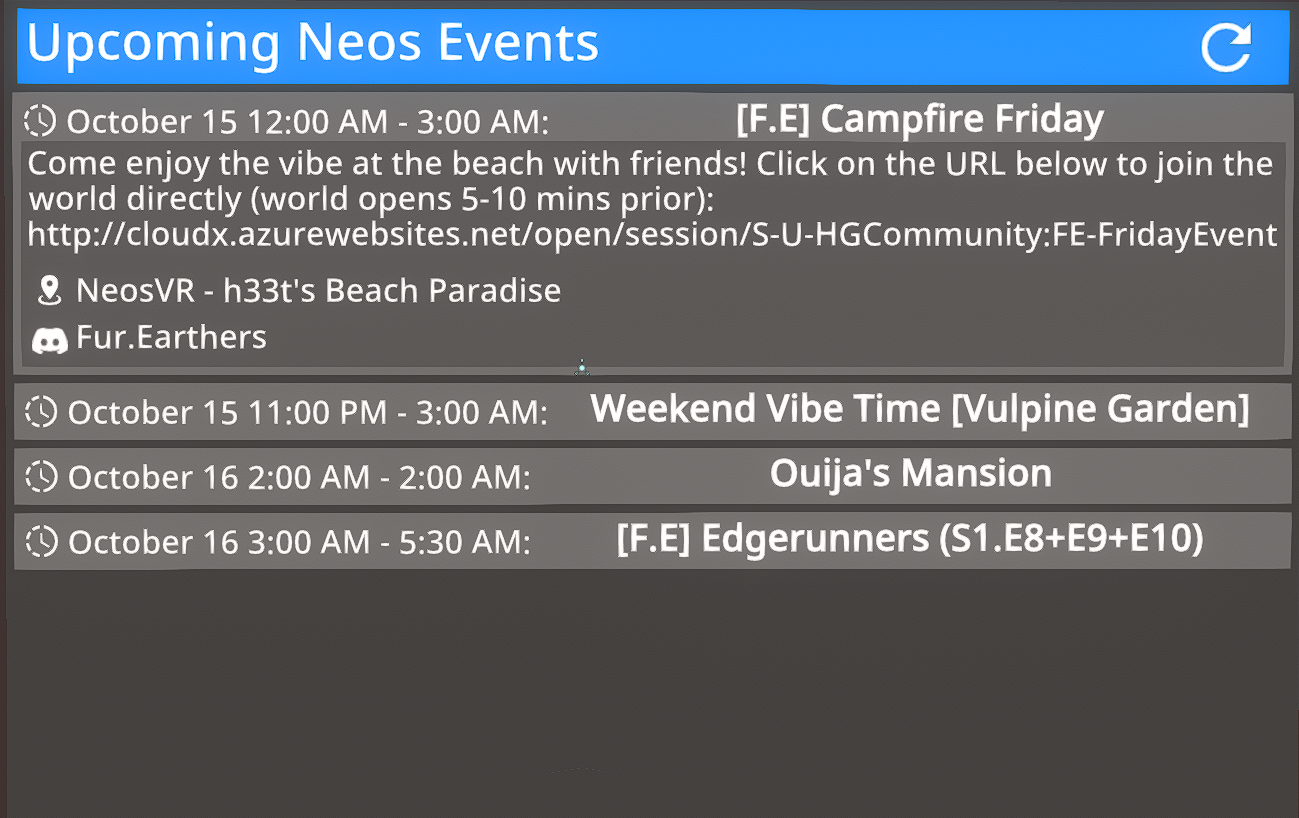 Upcoming Neos Events
October 15 12:00 AM - 3:00 AM: [F.E] Campfire Friday
Come enjoy the vibe at the beach with friends! Click on the URL below to join the
world directly (world opens 5-10 mins prior):
http://cloudx.azurewebsites.net/open/session/S-U-HGCommunity:FE-FridayEvent
NeosVR - h33t's Beach Paradise
Fur.Earthers
October 15 11:00 PM - 3:00 AM: Weekend Vibe Time [Vulpine Garden]
October 16 2:00 AM - 2:00 AM: Ouija's Mansion
October 16 3:00 AM - 5:30 AM: [F.E] Edgerunners (S1.E8+E9+E10)